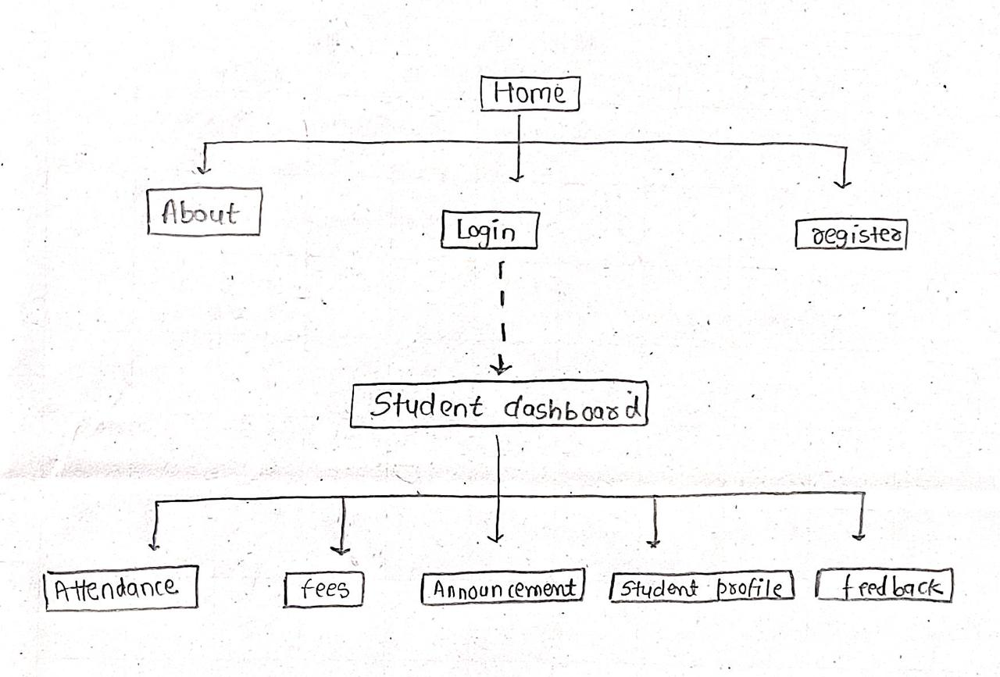 Home
About
Login
register
Student dashboard
Attendance
fees
Announcement
Student profile
feedback